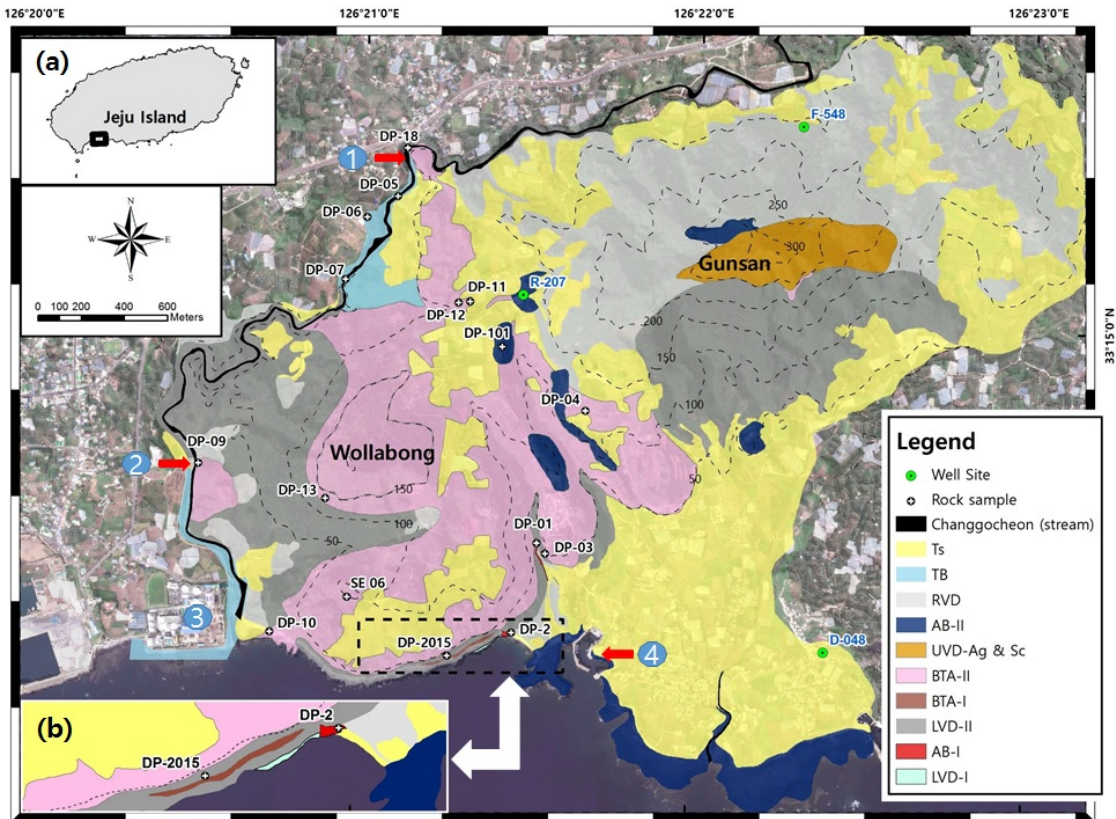 126°20'0"E
126°21'0"E
126°22'0"E
126°23'0"E
(a)
Jeju Island
N
W
E
S
0 100 200
400
600
Meters
DP-18
1
DP-05
DP-06
DP-07
F-548
250
300
Gunsan
R-207
DP-11
DP-12
DP-101
200
150
100
DP-04
33°15'0"N
DP-09
2
Wollabong
DP-13
150
100
50
50
DP-01
DP-03
SE 06
3
DP-10
DP-2
DP-2015
4
D-048
(b)
DP-2
DP-2015
Legend
Well Site
Rock sample
Changgocheon (stream)
Ts
TB
RVD
AB-II
UVD-Ag & Sc
BTA-II
BTA-I
LVD-II
AB-I
LVD-I